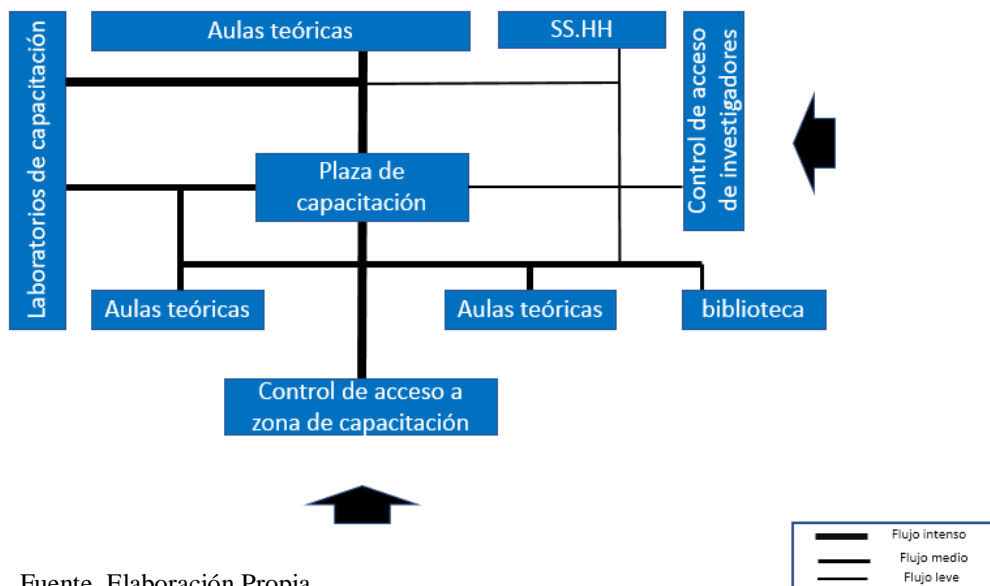 Aulas teóricas
SS.HH
Laboratorios de capacitación
Control de acceso
de investigadores
Plaza de
capacitación
Aulas teóricas
Aulas teóricas
biblioteca
Control de acceso a
zona de capacitación
Flujo intenso
Flujo medio
Flujo leve
Fuente. Elaboración Propia